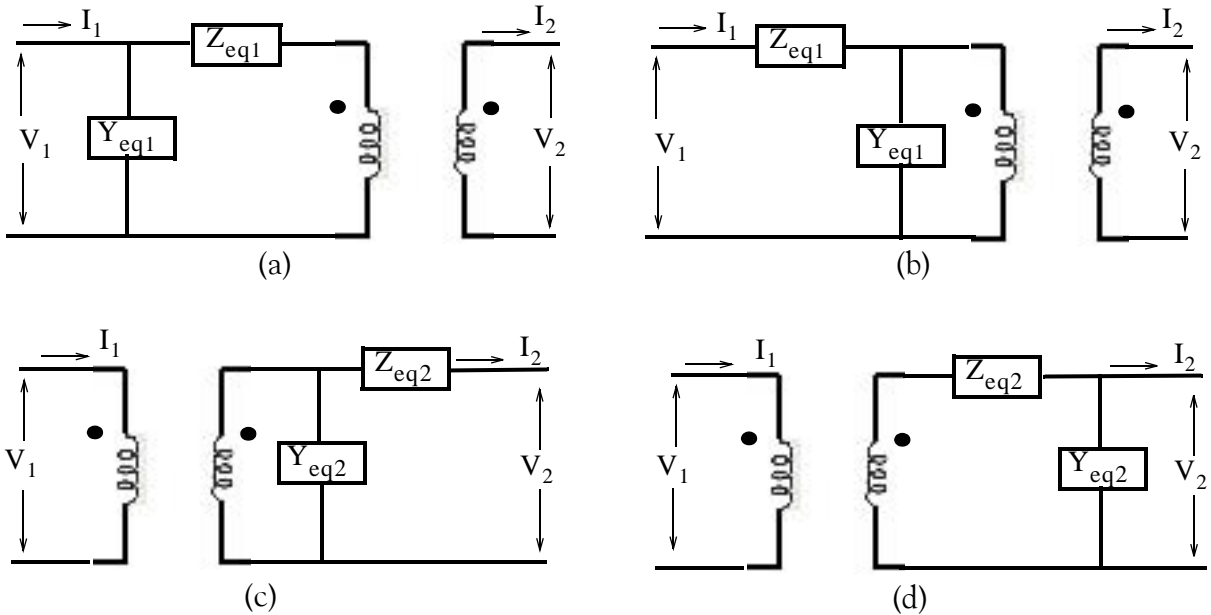 I1
Zeq1
Yeq1
V1
I2
V2
(a)
I1
Zeq1
Yeq1
V1
I2
V2
(b)
I1
V1
Zeq2
Yeq2
I2
V2
(c)
I1
V1
Zeq2
I2
Yeq2
V2
(d)